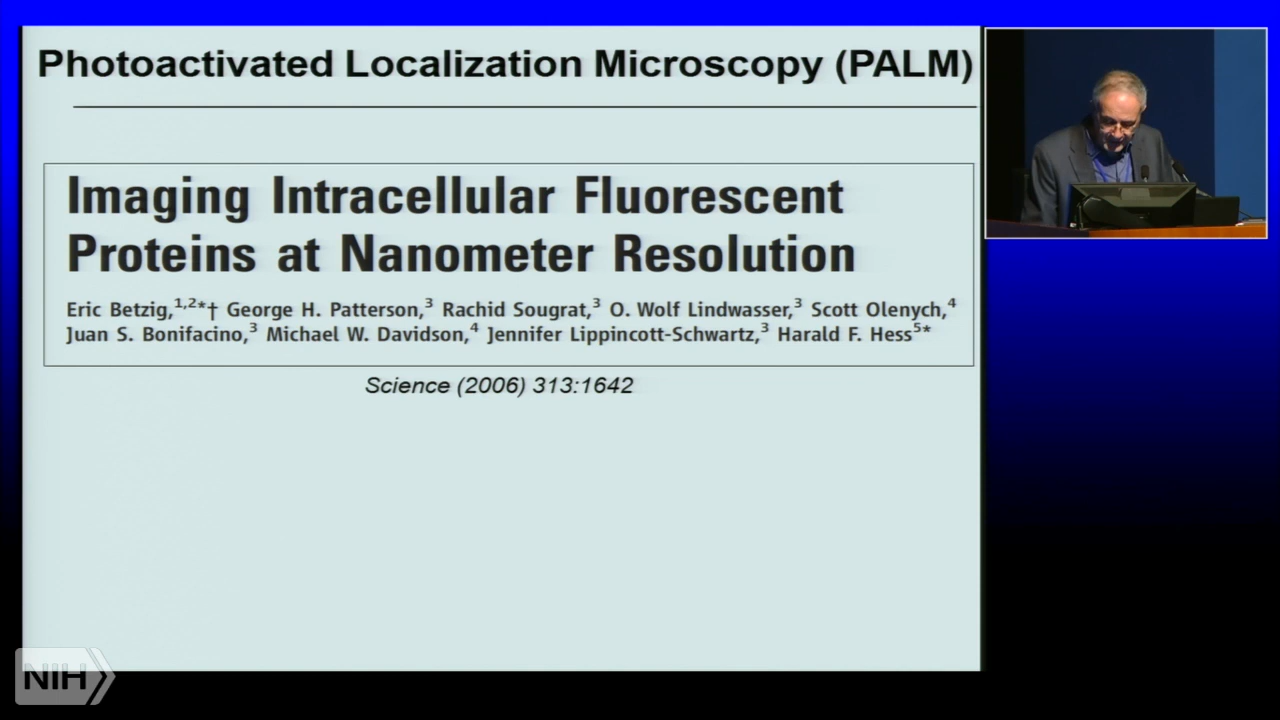 Photoactivated Localization Microscopy (PALM)
Imaging Intracellular Fluorescent
Proteins at Nanometer Resolution
Eric Betzig,1,2*† George H. Patterson,3 Rachid Sougrat,3 O. Wolf Lindwasser,3 Scott Olenych,4
Juan S. Bonifacino,3 Michael W. Davidson,4 Jennifer Lippincott-Schwartz,3 Harald F. Hess5*
Science (2006) 313:1642
NIH